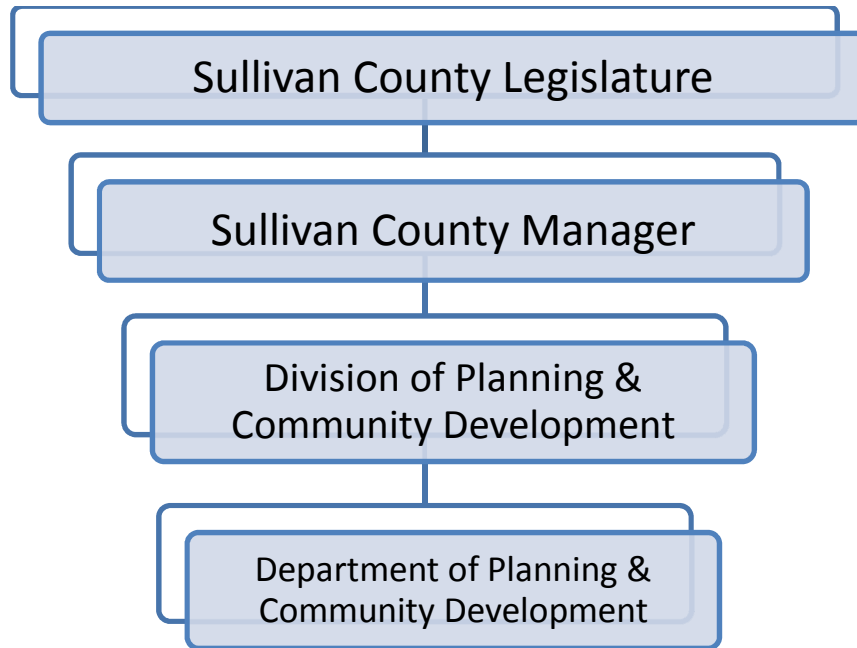 Sullivan County Legislature
Sullivan County Manager
Division of Planning &
Community Development
Department of Planning &
Community Development